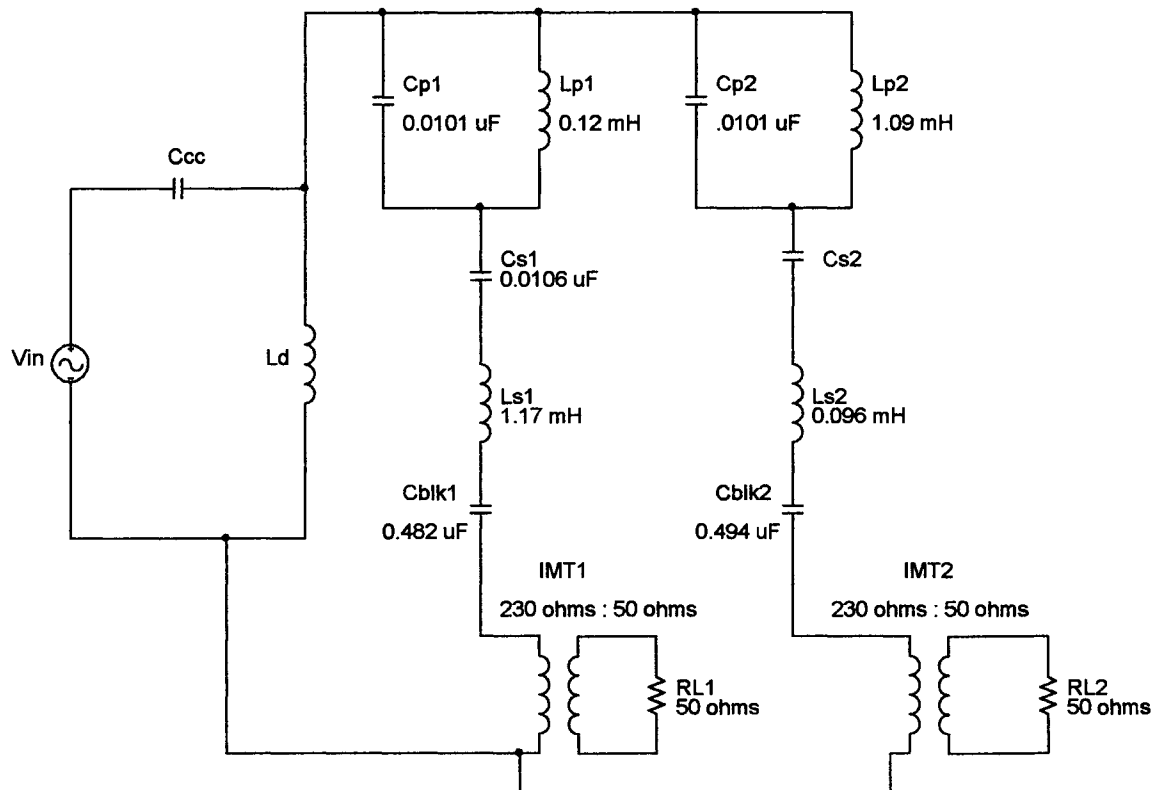 Cp1
0.0101 uF
Lp1
0.12 mH
Cp2
.0101 uF
Lp2
1.09 mH
Ccc
Cs1
0.0106 uF
Cs2
Vin
Ld
Ls1
1.17 mH
Ls2
0.096 mH
Cblk1
0.482 uF
Cblk2
0.494 uF
IMT1
230 ohms : 50 ohms
IMT2
230 ohms : 50 ohms
RL1
50 ohms
RL2
50 ohms